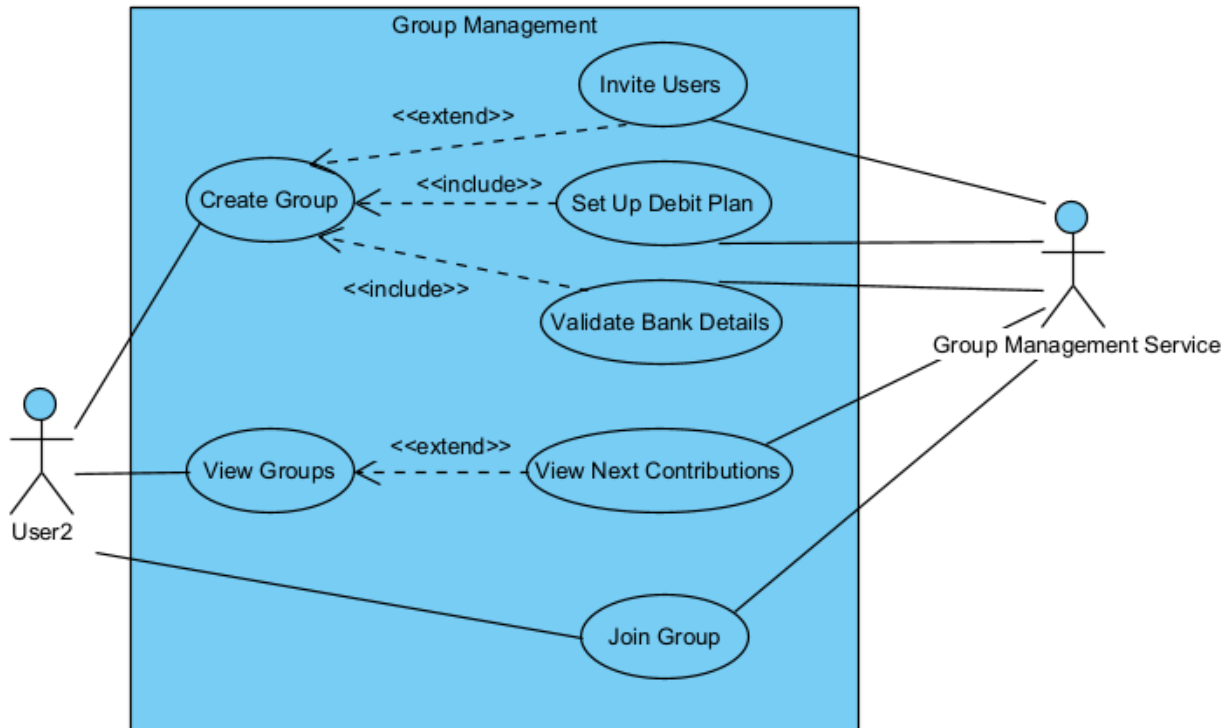 Group Management
Invite Users
<<extend>>
Create Group
<<include>>
Set Up Debit Plan
<<include>>
Validate Bank Details
Group Management Service
<<extend>>
View Groups
View Next Contributions
User2
Join Group